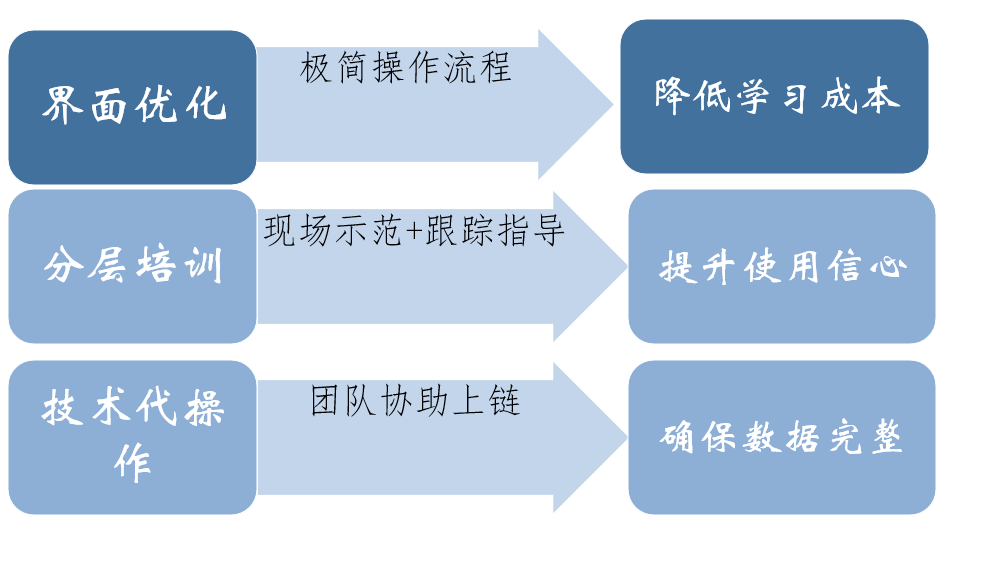 界面优化
极简操作流程
降低学习成本
分层培训
现场示范+跟踪指导
提升使用信心
技术代操
作
团队协助上链
确保数据完整